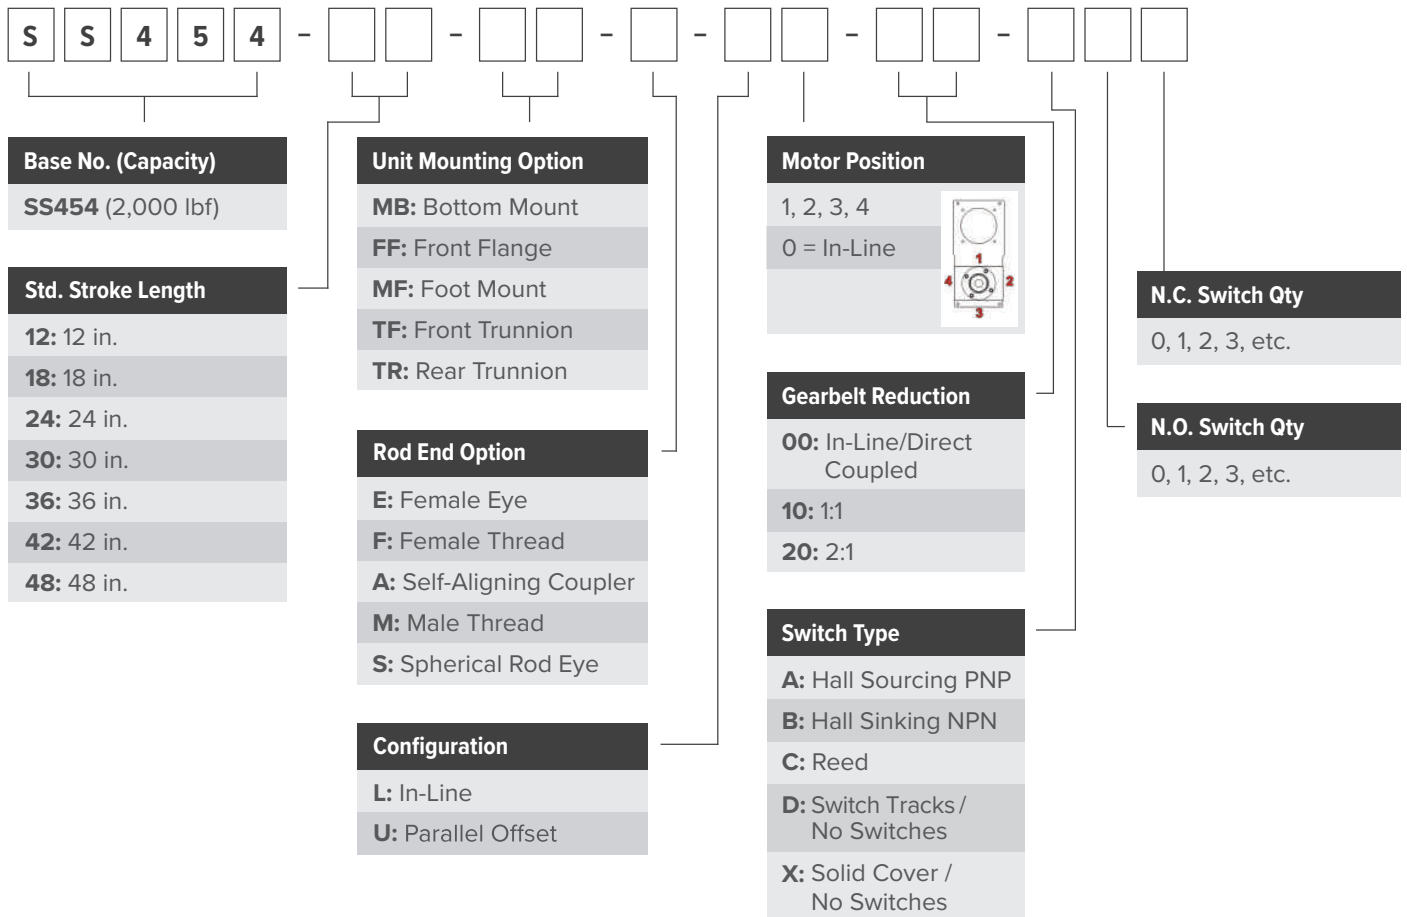 S S 4 5 4 – – – – – –
Base No. (Capacity)
SS454 (2,000 lbf)
Std. Stroke Length
12: 12 in.
18: 18 in.
24: 24 in.
30: 30 in.
36: 36 in.
42: 42 in.
48: 48 in.
Unit Mounting Option
MB: Bottom Mount
FF: Front Flange
MF: Foot Mount
TF: Front Trunnion
TR: Rear Trunnion
Rod End Option
E: Female Eye
F: Female Thread
A: Self-Aligning Coupler
M: Male Thread
S: Spherical Rod Eye
Configuration
L: In-Line
U: Parallel Offset
Motor Position
1, 2, 3, 4
0 = In-Line
1
4 2
3
Gearbelt Reduction
00: In-Line/Direct
Coupled
10: 1:1
20: 2:1
Switch Type
A: Hall Sourcing PNP
B: Hall Sinking NPN
C: Reed
D: Switch Tracks /
No Switches
X: Solid Cover /
No Switches
N.C. Switch Qty
0, 1, 2, 3, etc.
N.O. Switch Qty
0, 1, 2, 3, etc.